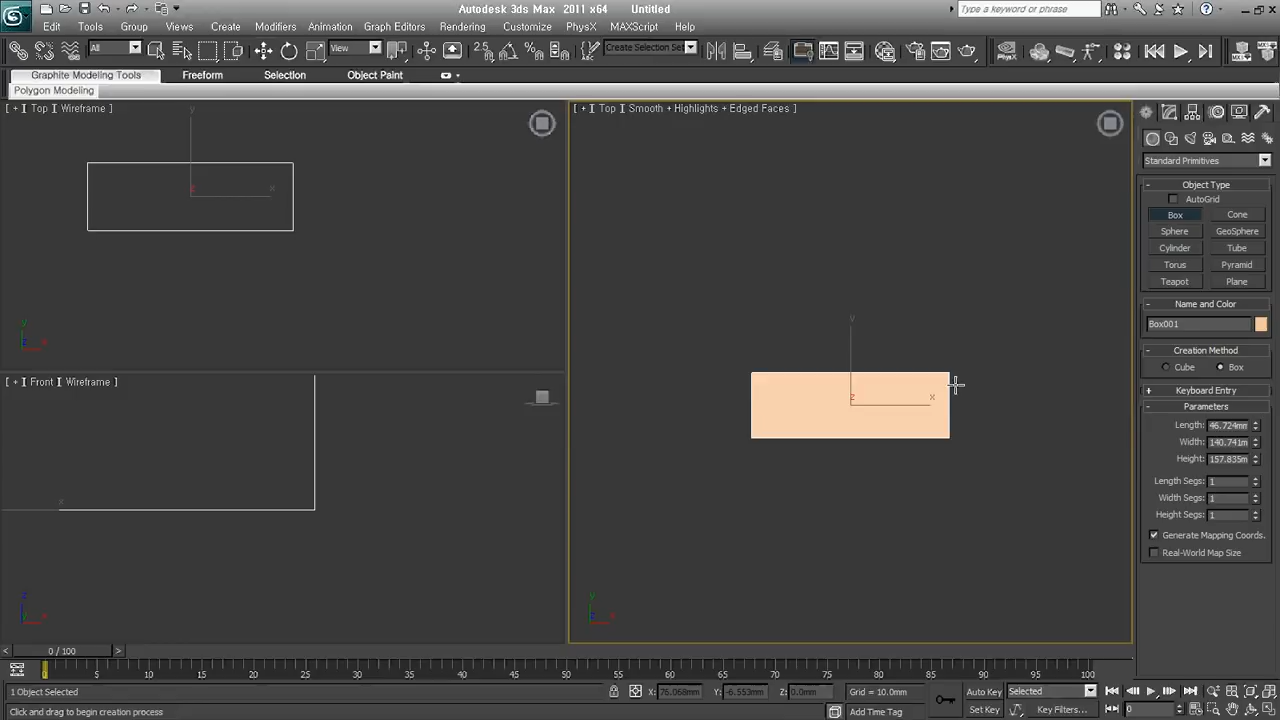 Autodesk 3ds Max 2011 x64 Untitled
Type a keyword or phrase
Edit Tools Group Views Create Modifiers Animation Graph Editors Rendering Customize PhysX MAXScript Help
All View Create Selection Set PhysX
Graphite Modeling Tools Freeform Selection Object Paint
Polygon Modeling
[ + ] Top ] Wireframe ]
[ + ] Top ] Smooth + Highlights + Edged Faces ]
Standard Primitives
Object Type
AutoGrid
Box Cone
Sphere GeoSphere
Cylinder Tube
Torus Pyramid
Teapot Plane
Name and Color
Box001
Creation Method
Cube Box
[ + ] Front ] Wireframe ]
Keyboard Entry
Parameters
Length: 46.724mm
Width: 140.741m
Height: 157.835m
Length Segs: 1
Width Segs: 1
Height Segs: 1
Generate Mapping Coords.
Real-World Map Size
y
z
x
y
z
x
x
y
x
z
x
y
x
< 0 / 100 >
5 10 15 20 25 30 35 40 45 50 55 60 65 70 75 80 85 90 95 100
1 Object Selected X: 76.068mm Y: -6.553mm Z: 0.0mm Grid = 10.0mm Auto Key Selected
Click and drag to begin creation process Add Time Tag Set Key Key Filters... 0